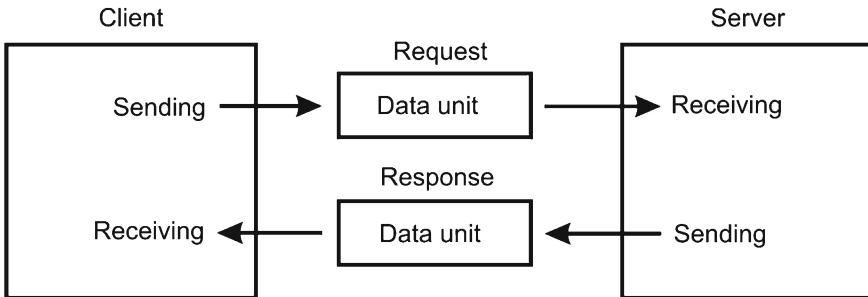 Client
Server
Request
Sending
Data unit
Receiving
Response
Receiving
Data unit
Sending